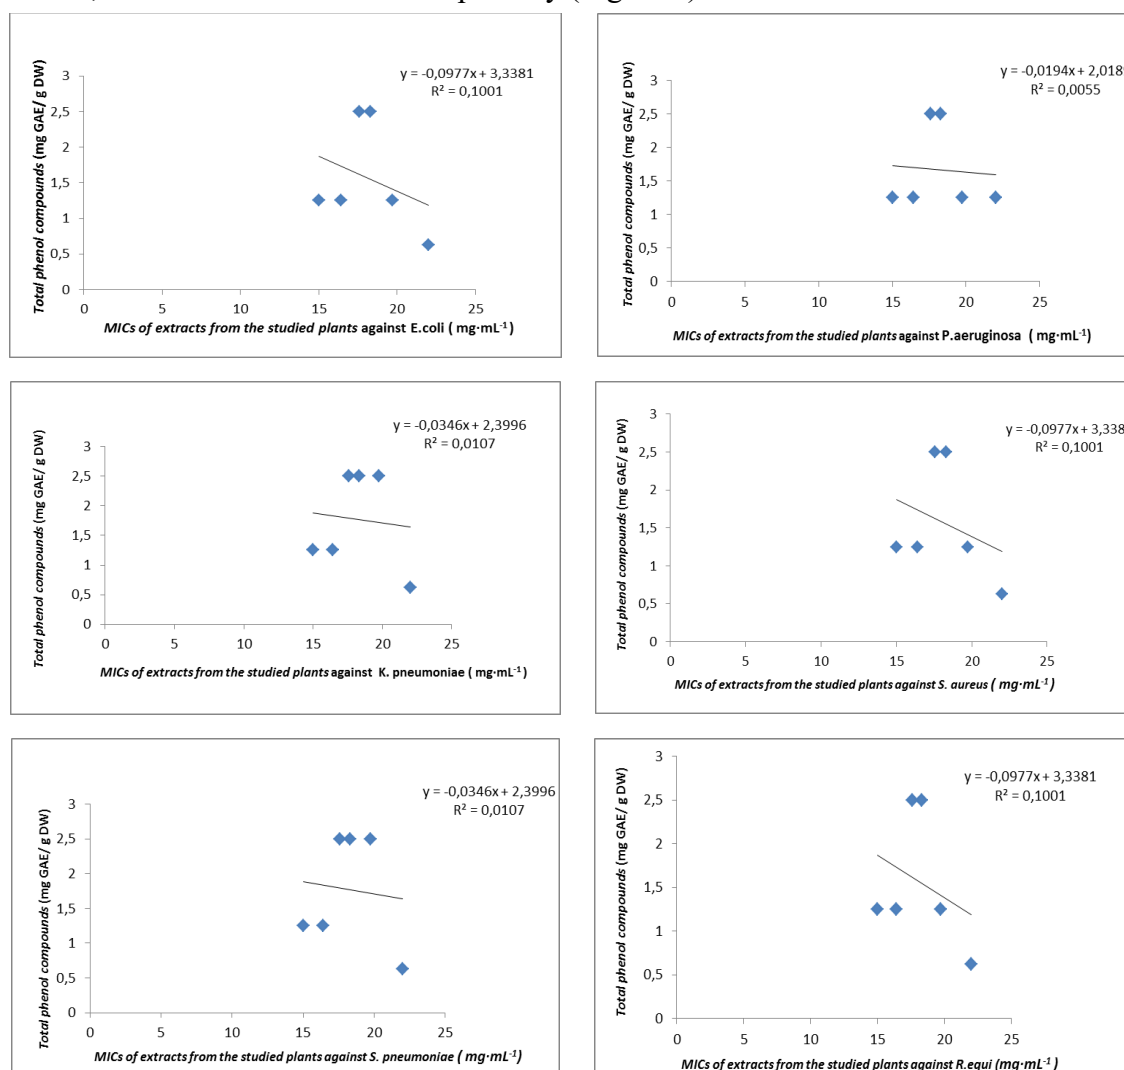 Total phenol compounds (mg GAE/ g DW)
y = -0,0977x + 3,3381
R² = 0,1001
3
2,5
2
1,5
1
0,5
0
0 5 10 15 20 25
MICs of extracts from the studied plants against E.coli ( mg·mL⁻¹)
Total phenol compounds (mg GAE/ g DW)
y = -0,0194x + 2,0189
R² = 0,0055
3
2,5
2
1,5
1
0,5
0
0 5 10 15 20 25
MICs of extracts from the studied plants against P.aeruginosa ( mg·mL⁻¹)
Total phenol compounds (mg GAE/ g DW)
y = -0,0346x + 2,3996
R² = 0,0107
3
2,5
2
1,5
1
0,5
0
0 5 10 15 20 25
MICs of extracts from the studied plants against K. pneumoniae ( mg·mL⁻¹)
Total phenol compounds (mg GAE/ g DW)
y = -0,0977x + 3,338
R² = 0,1001
3
2,5
2
1,5
1
0,5
0
0 5 10 15 20 25
MICs of extracts from the studied plants against S. aureus ( mg·mL⁻¹)
Total phenol compounds (mg GAE/ g DW)
y = -0,0346x + 2,3996
R² = 0,0107
3
2,5
2
1,5
1
0,5
0
0 5 10 15 20 25
MICs of extracts from the studied plants against S. pneumoniae ( mg·mL⁻¹)
Total phenol compounds (mg GAE/ g DW)
y = -0,0977x + 3,3381
R² = 0,1001
3
2,5
2
1,5
1
0,5
0
0 5 10 15 20 25
MICs of extracts from the studied plants against R.equi (mg·mL⁻¹)